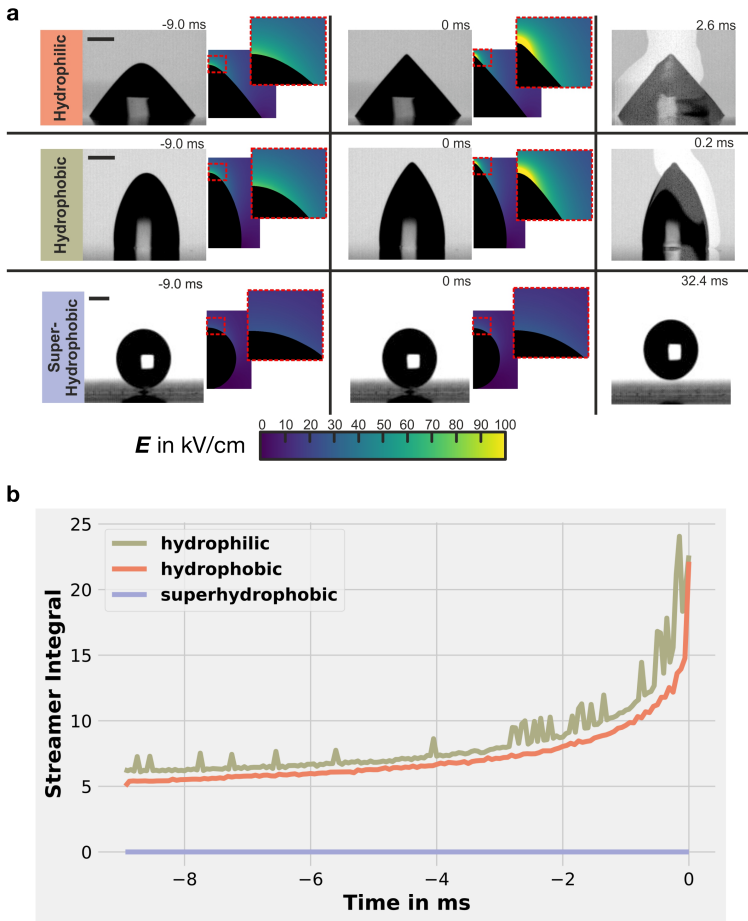 a
-9.0 ms
0 ms
2.6 ms
Hydrophilic
-9.0 ms
0 ms
0.2 ms
Hydrophobic
-9.0 ms
0 ms
32.4 ms
Super-
Hydrophobic
0 10 20 30 40 50 60 70 80 90 100
E in kV/cm
b
25
20
15
10
5
0
Streamer Integral
hydrophilic
hydrophobic
superhydrophobic
−8 −6 −4 −2 0
Time in ms